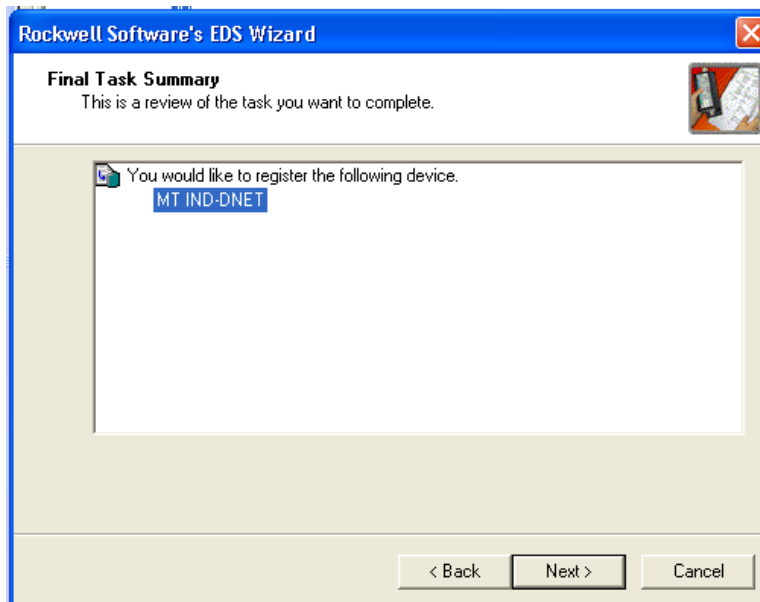 Rockwell Software's EDS Wizard
Final Task Summary
This is a review of the task you want to complete.
You would like to register the following device.
MT IND-DNET
< Back
Next >
Cancel